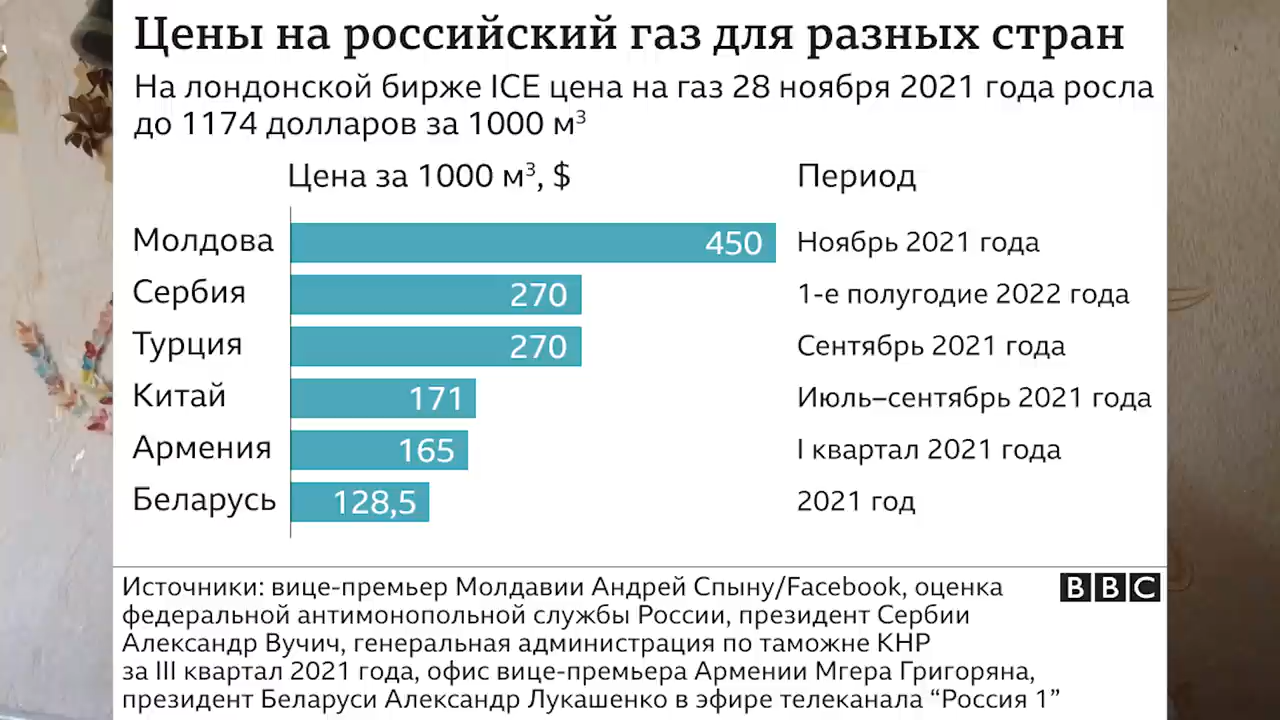 Цены на российский газ для разных стран
На лондонской бирже ICE цена на газ 28 ноября 2021 года росла
до 1174 долларов за 1000 м³
Цена за 1000 м³, $ Период
Молдова 450 Ноябрь 2021 года
Сербия 270 1-е полугодие 2022 года
Турция 270 Сентябрь 2021 года
Китай 171 Июль–сентябрь 2021 года
Армения 165 I квартал 2021 года
Беларусь 128,5 2021 год
Источники: вице-премьер Молдавии Андрей Спыну/Facebook, оценка
федеральной антимонопольной службы России, президент Сербии
Александр Вучич, генеральная администрация по таможне КНР
за III квартал 2021 года, офис вице-премьера Армении Мгера Григоряна,
президент Беларуси Александр Лукашенко в эфире телеканала “Россия 1”
BBC